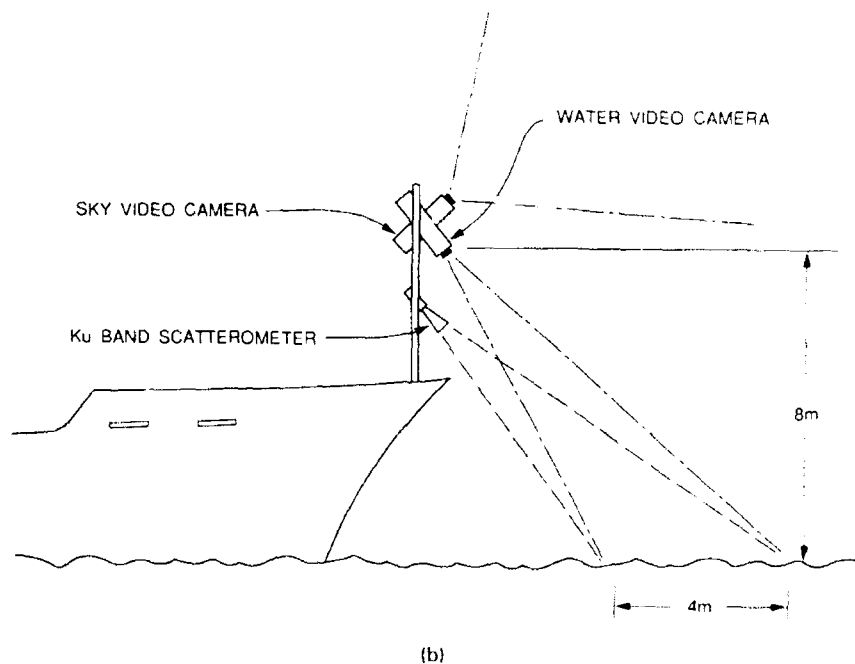 WATER VIDEO CAMERA
SKY VIDEO CAMERA
Ku BAND SCATTEROMETER
8m
4m
(b)